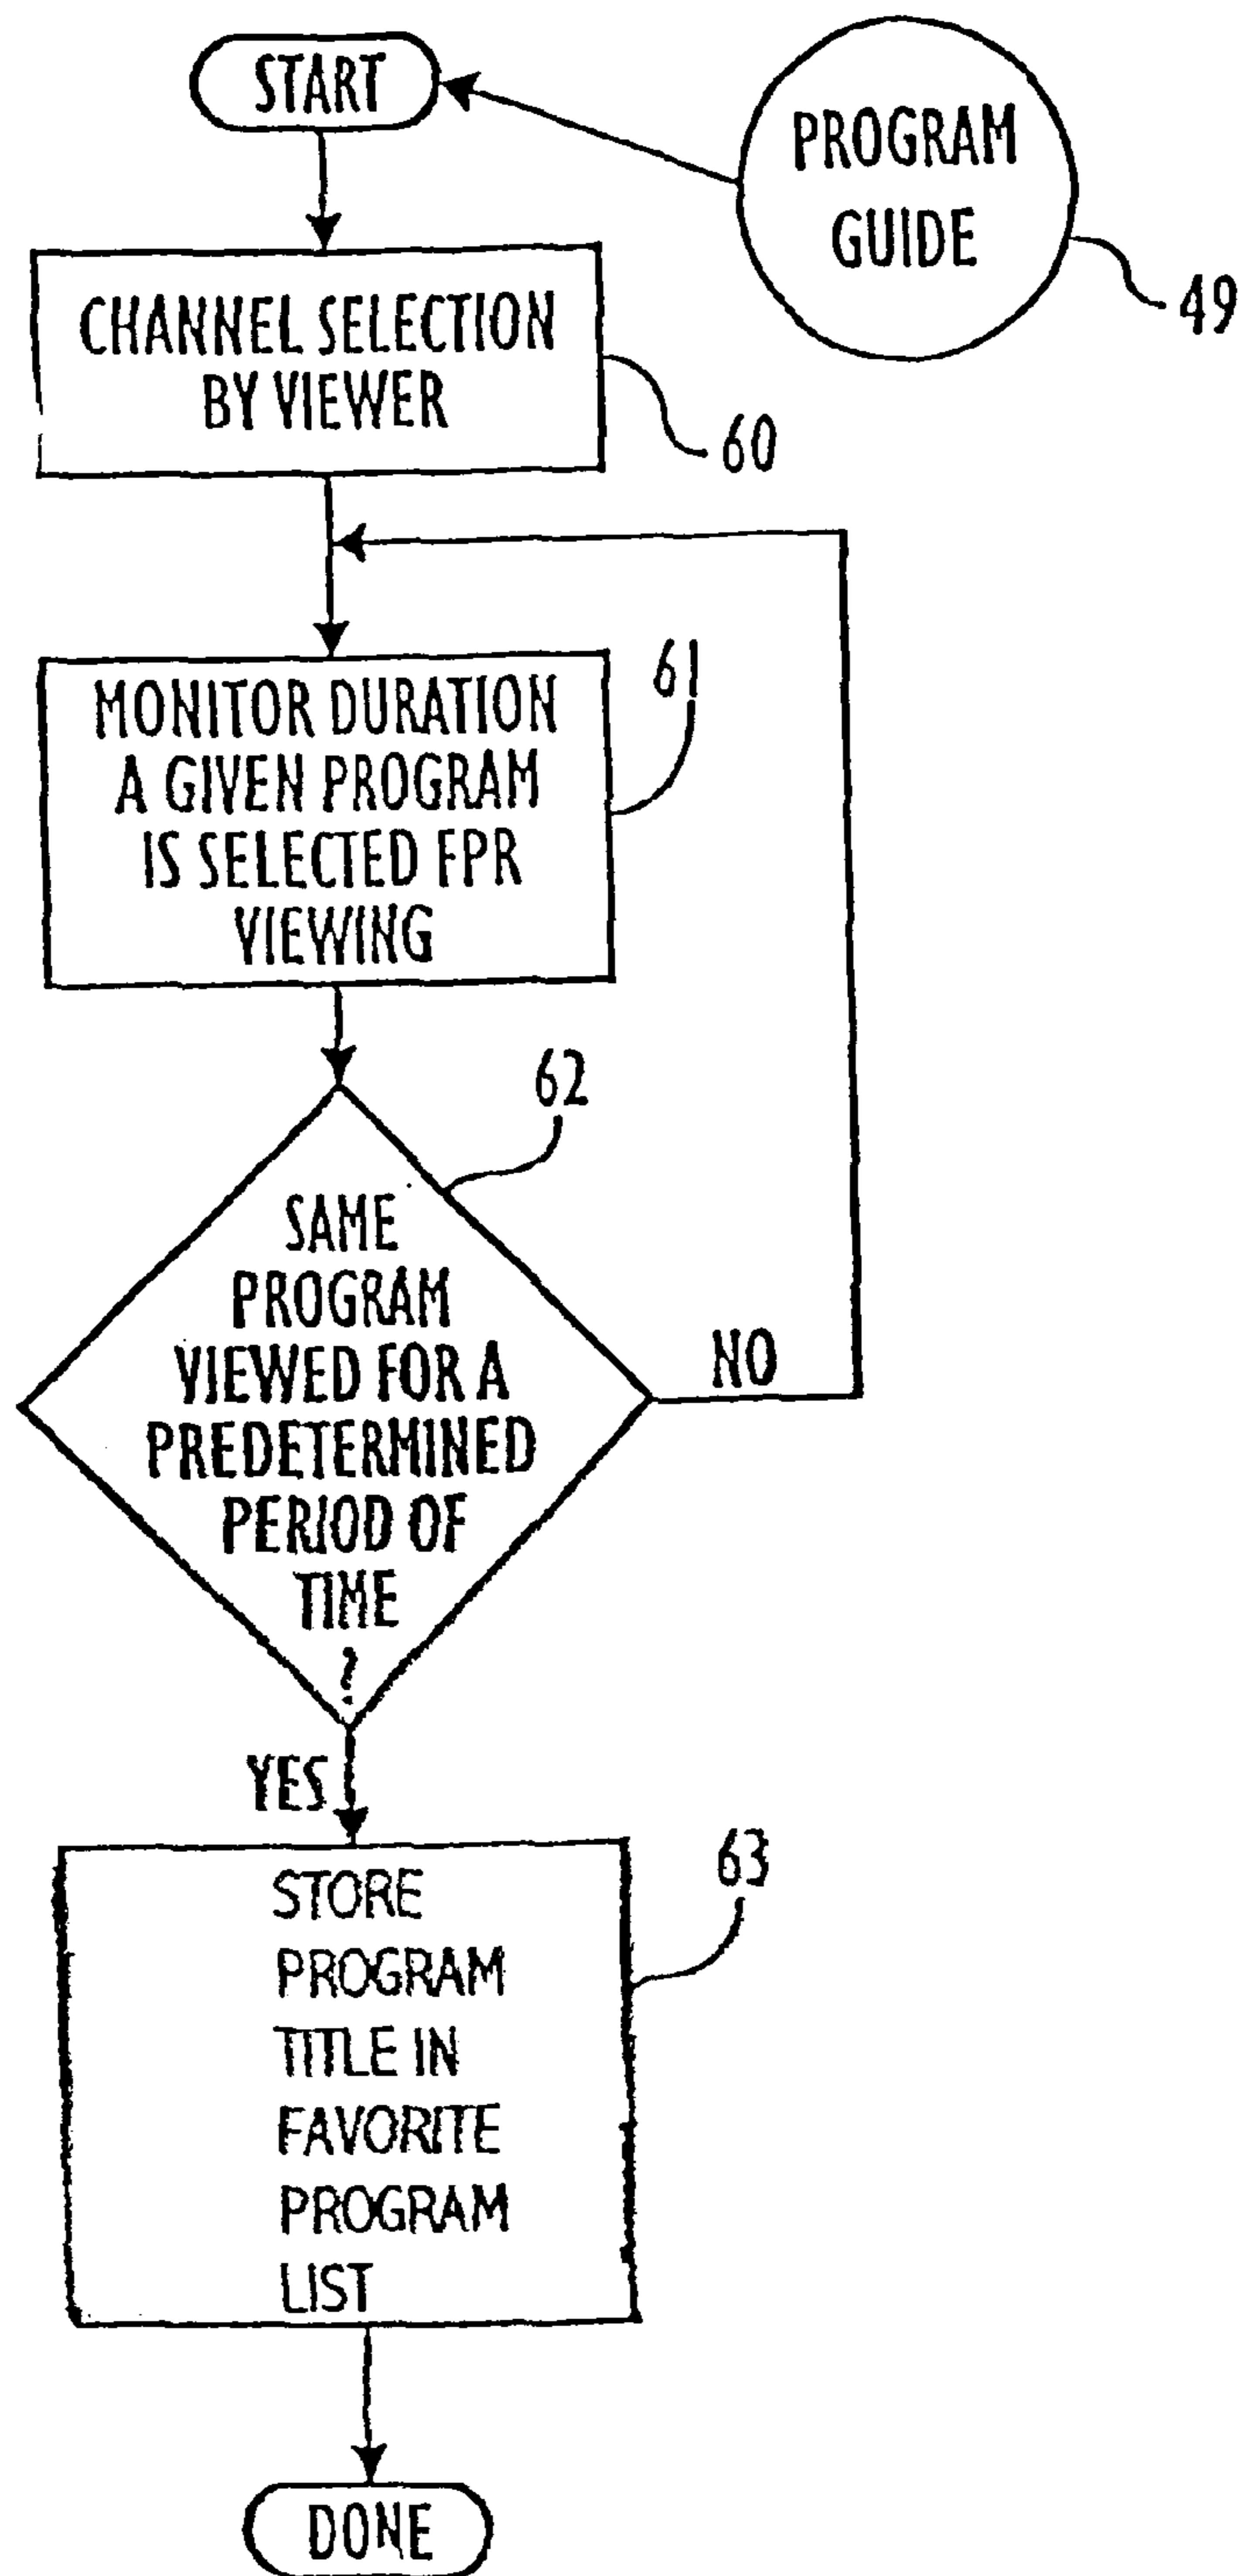 START
PROGRAM
GUIDE
49
CHANNEL SELECTION
BY VIEWER
60
MONITOR DURATION
A GIVEN PROGRAM
IS SELECTED FPR
VIEWING
61
62
SAME
PROGRAM
VIEWED FOR A
PREDETERMINED
PERIOD OF
TIME
?
NO
YES
STORE
PROGRAM
TITLE IN
FAVORITE
PROGRAM
LIST
63
DONE